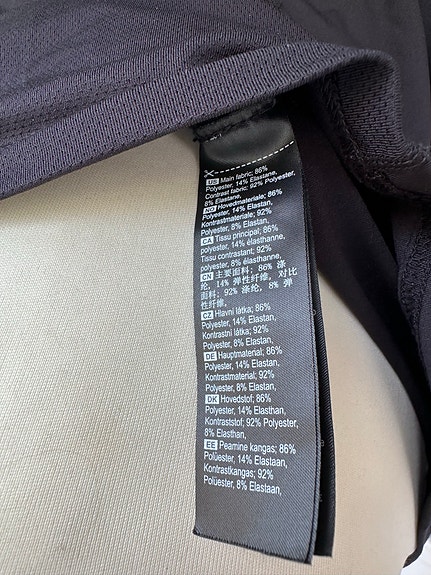 US Main fabric; 86%
Polyester, 14% Elastane,
Contrast fabric: 92% Polyester,
8% Elastane,
NO Hovedmateriale; 86%
Polyester, 14% Elastan,
Kontrastmateriale; 92%
Polyester, 8% Elastan,
CA Tissu principal; 86%
polyester, 14% élasthanne,
Tissu contrastant; 92%
polyester, 8% élasthanne,
CN 主要面料; 86% 涤
纶, 14% 弹性纤维, 对比
面料; 92% 涤纶, 8% 弹
性纤维,
CZ Hlavní látka; 86%
Polyester, 14% Elastan,
Kontrastní látka; 92%
Polyester, 8% Elastan,
DE Hauptmaterial; 86%
Polyester, 14% Elastan,
Kontrastmaterial; 92%
Polyester, 8% Elastan,
DK Hovedstof; 86%
Polyester, 14% Elasthan,
Kontraststof; 92% Polyester,
8% Elasthan,
EE Peamine kangas; 86%
Polüester, 14% Elastaan,
Kontrastkangas; 92%
Polüester, 8% Elastaan,